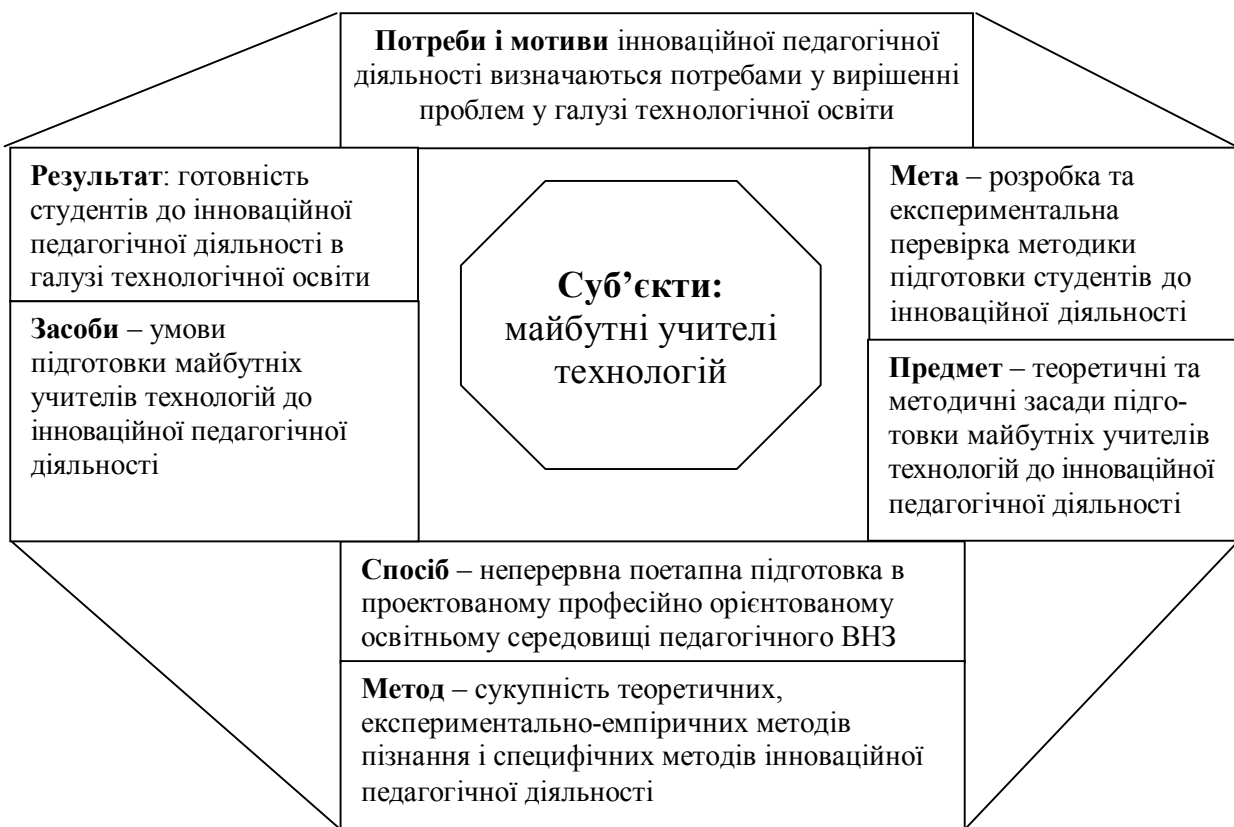 Потреби і мотиви інноваційної педагогічної
діяльності визначаються потребами у вирішенні
проблем у галузі технологічної освіти
Результат: готовність
студентів до інноваційної
педагогічної діяльності в
галузі технологічної освіти
Засоби – умови
підготовки майбутніх
учителів технологій до
інноваційної педагогічної
діяльності
Суб’єкти:
майбутні учителі
технологій
Мета – розробка та
експериментальна
перевірка методики
підготовки студентів до
інноваційної діяльності
Предмет – теоретичні та
методичні засади підго-
товки майбутніх учителів
технологій до інноваційної
педагогічної діяльності
Спосіб – неперервна поетапна підготовка в
проектованому професійно орієнтованому
освітньому середовищі педагогічного ВНЗ
Метод – сукупність теоретичних,
експериментально-емпіричних методів
пізнання і специфічних методів інноваційної
педагогічної діяльності